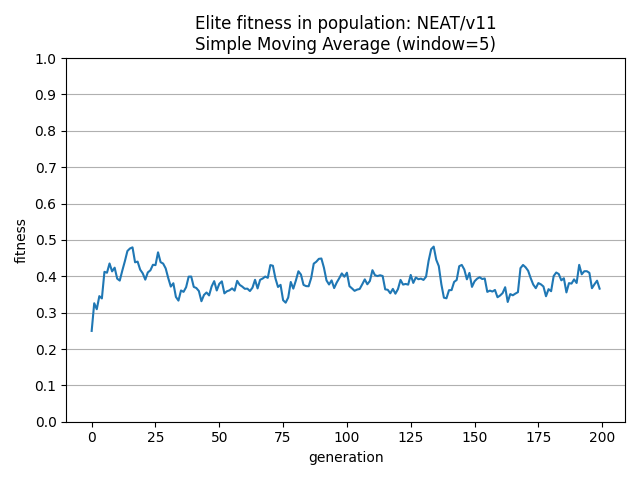 Elite fitness in population: NEAT/v11
Simple Moving Average (window=5)
1.0
0.9
0.8
0.7
0.6
0.5
0.4
0.3
0.2
0.1
0.0
fitness
0 25 50 75 100 125 150 175 200
generation